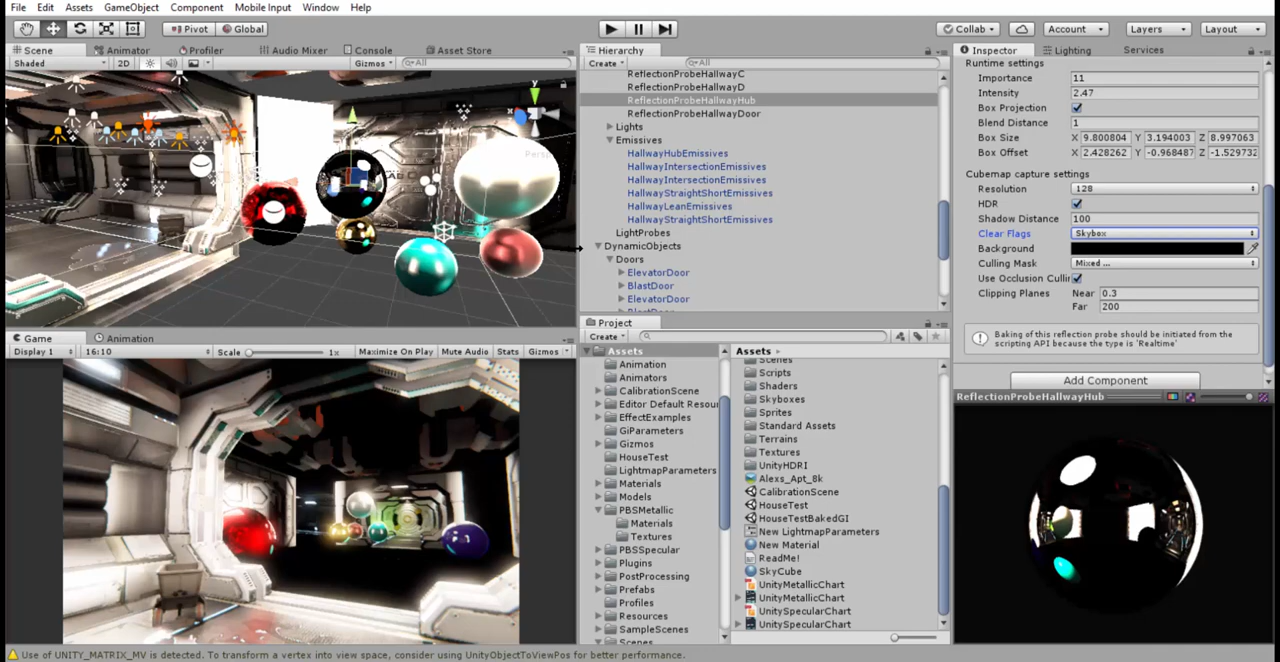 File Edit Assets GameObject Component Mobile Input Window Help
Pivot Global Collab Account Layers Layout
Scene Animator Profiler Audio Mixer Console Asset Store
Shaded 2D Gizmos All
y
Persp
Game Animation
Display 1 16:10 Scale 1x Maximize On Play Mute Audio Stats Gizmos
Hierarchy
Create All
ReflectionProbeHallwayC
ReflectionProbeHallwayD
ReflectionProbeHallwayHub
ReflectionProbeHallwayDoor
Lights
Emissives
HallwayHubEmissives
HallwayIntersectionEmissives
HallwayIntersectionEmissives
HallwayStraightShortEmissives
HallwayLeanEmissives
HallwayStraightShortEmissives
LightProbes
DynamicObjects
Doors
ElevatorDoor
BlastDoor
ElevatorDoor
Project
Create
Assets
Animation
Animators
CalibrationScene
Editor Default Resour
EffectExamples
GiParameters
Gizmos
HouseTest
LightmapParameters
Materials
Models
PBSMetallic
Materials
Textures
PBSSpecular
Plugins
PostProcessing
Prefabs
Profiles
Resources
SampleScenes
Scenes
Assets
Scenes
Scripts
Shaders
Skyboxes
Sprites
Standard Assets
Terrains
Textures
UnityHDRI
Alexs_Apt_8k
CalibrationScene
HouseTest
HouseTestBakedGI
New LightmapParameters
New Material
ReadMe!
SkyCube
UnityMetallicChart
UnityMetallicChart
UnitySpecularChart
UnitySpecularChart
Inspector Lighting Services
Runtime settings
Importance 11
Intensity 2.47
Box Projection
Blend Distance 1
Box Size X 9.800804 Y 3.194003 Z 8.997063
Box Offset X 2.428262 Y -0.968487 Z -1.529732
Cubemap capture settings
Resolution 128
HDR
Shadow Distance 100
Clear Flags Skybox
Background
Culling Mask Mixed ...
Use Occlusion Culli
Clipping Planes Near 0.3
Far 200
Baking of this reflection probe should be initiated from the
scripting API because the type is 'Realtime'
Add Component
ReflectionProbeHallwayHub
Use of UNITY_MATRIX_MV is detected. To transform a vertex into view space, consider using UnityObjectToViewPos for better performance.